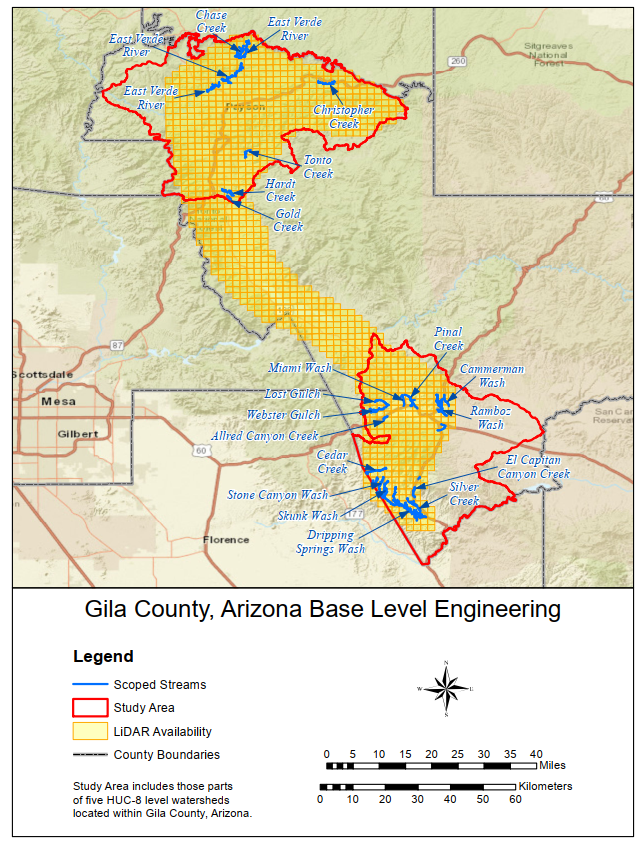 Chase
Creek
East Verde
River
East Verde
River
East Verde
River
260
Sitgreaves
National
Forest
Payson
Christopher
Creek
Tonto
Creek
Hardt
Creek
Gold
Creek
60
87
Scottsdale
Mesa
Gilbert
60
Florence
177
Pinal
Creek
Miami Wash
Cammerman
Wash
Lost Gulch
Webster Gulch
Ramboz
Wash
Allred Canyon Creek
San Car
Reserva
Cedar
Creek
El Capitan
Canyon Creek
Stone Canyon Wash
Silver
Creek
Skunk Wash
Dripping
Springs Wash
Gila County, Arizona Base Level Engineering
Legend
Scoped Streams
Study Area
LiDAR Availability
County Boundaries
Study Area includes those parts
of five HUC-8 level watersheds
located within Gila County, Arizona.
N
W
S
0 5 10 15 20 25 30 35 40
Miles
Kilometers
0 10 20 30 40 50 60